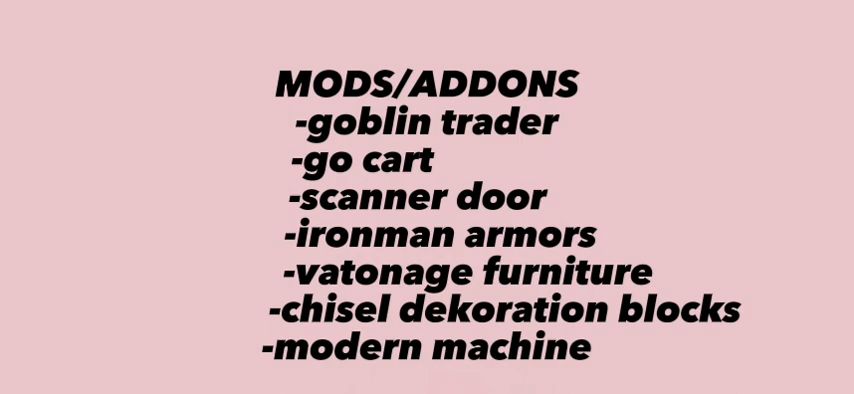 MODS/ADDONS
-goblin trader
-go cart
-scanner door
-ironman armors
-vatonage furniture
-chisel dekoration blocks
-modern machine